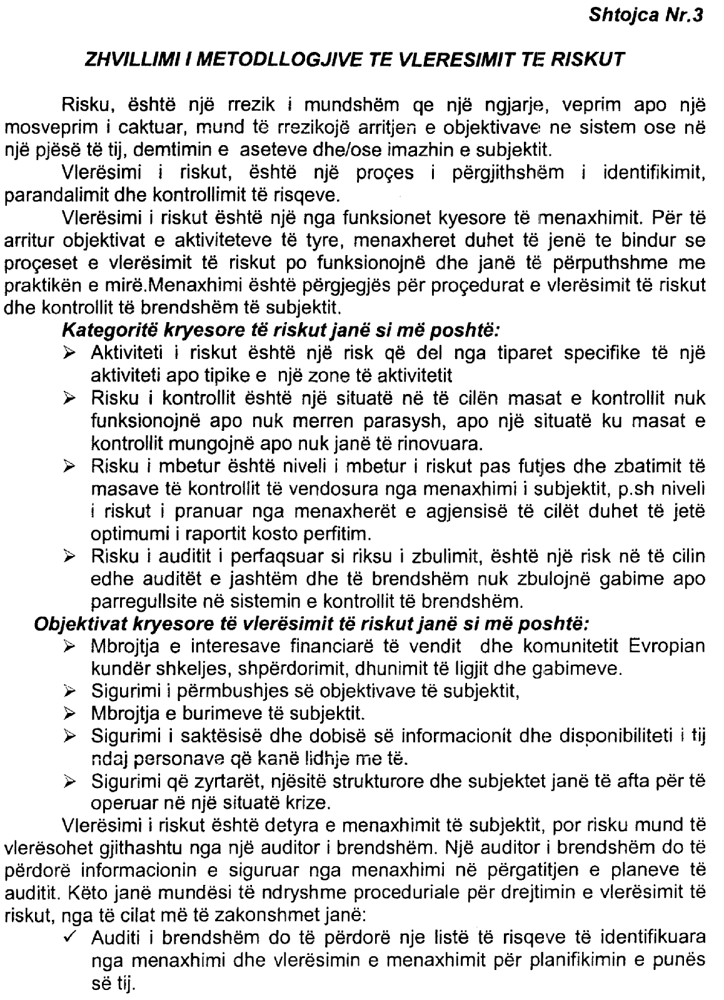 Shtojca Nr.3
ZHVILLIMI I METODLLOGJIVE TE VLERESIMIT TE RISKUT
Risku, është një rrezik i mundshëm qe një ngjarje, veprim apo një
mosveprim i caktuar, mund të rrezikojë arritjen e objektivave ne sistem ose në
një pjësë të tij, demtimin e aseteve dhe/ose imazhin e subjektit.
Vlerësimi i riskut, është një proçes i përgjithshëm i identifikimit,
parandalimit dhe kontrollimit të risqeve.
Vlerësimi i riskut është një nga funksionet kyesore të menaxhimit. Për të
arritur objektivat e aktiviteteve të tyre, menaxheret duhet të jenë te bindur se
proçeset e vlerësimit të riskut po funksionojnë dhe janë të përputhshme me
praktikën e mirë.Menaxhimi është përgjegjës për proçedurat e vlerësimit të riskut
dhe kontrollit të brendshëm të subjektit.
Kategoritë kryesore të riskut janë si më poshtë:
➢ Aktiviteti i riskut është një risk që del nga tiparet specifike të një
aktiviteti apo tipike e një zone të aktivitetit
➢ Risku i kontrollit është një situatë në të cilën masat e kontrollit nuk
funksionojnë apo nuk merren parasysh, apo një situatë ku masat e
kontrollit mungojnë apo nuk janë të rinovuara.
➢ Risku i mbetur është niveli i mbetur i riskut pas futjes dhe zbatimit të
masave të kontrollit të vendosura nga menaxhimi i subjektit, p.sh niveli
i riskut i pranuar nga menaxherët e agjensisë të cilët duhet të jetë
optimumi i raportit kosto perfitim.
➢ Risku i auditit i perfaqsuar si riksu i zbulimit, është një risk në të cilin
edhe auditët e jashtëm dhe të brendshëm nuk zbulojnë gabime apo
parregullsite në sistemin e kontrollit të brendshëm.
Objektivat kryesore të vlerësimit të riskut janë si më poshtë:
➢ Mbrojtja e interesave financiarë të vendit dhe komunitetit Evropian
kundër shkeljes, shpërdorimit, dhunimit të ligjit dhe gabimeve.
➢ Sigurimi i përmbushjes së objektivave të subjektit,
➢ Mbrojtja e burimeve të subjektit.
➢ Sigurimi i saktësisë dhe dobisë së informacionit dhe disponibiliteti i tij
ndaj personave që kanë lidhje me të.
➢ Sigurimi që zyrtarët, njësitë strukturore dhe subjektet janë të afta për të
operuar në një situatë krize.
Vlerësimi i riskut është detyra e menaxhimit të subjektit, por risku mund të
vlerësohet gjithashtu nga një auditor i brendshëm. Një auditor i brendshëm do të
përdorë informacionin e siguruar nga menaxhimi në përgatitjen e planeve të
auditit. Këto janë mundësi të ndryshme proceduriale për drejtimin e vlerësimit të
riskut, nga të cilat më të zakonshmet janë:
✓ Auditi i brendshëm do të përdorë nje listë të risqeve të identifikuara
nga menaxhimi dhe vlerësimin e menaxhimit për planifikimin e punës
së tij.